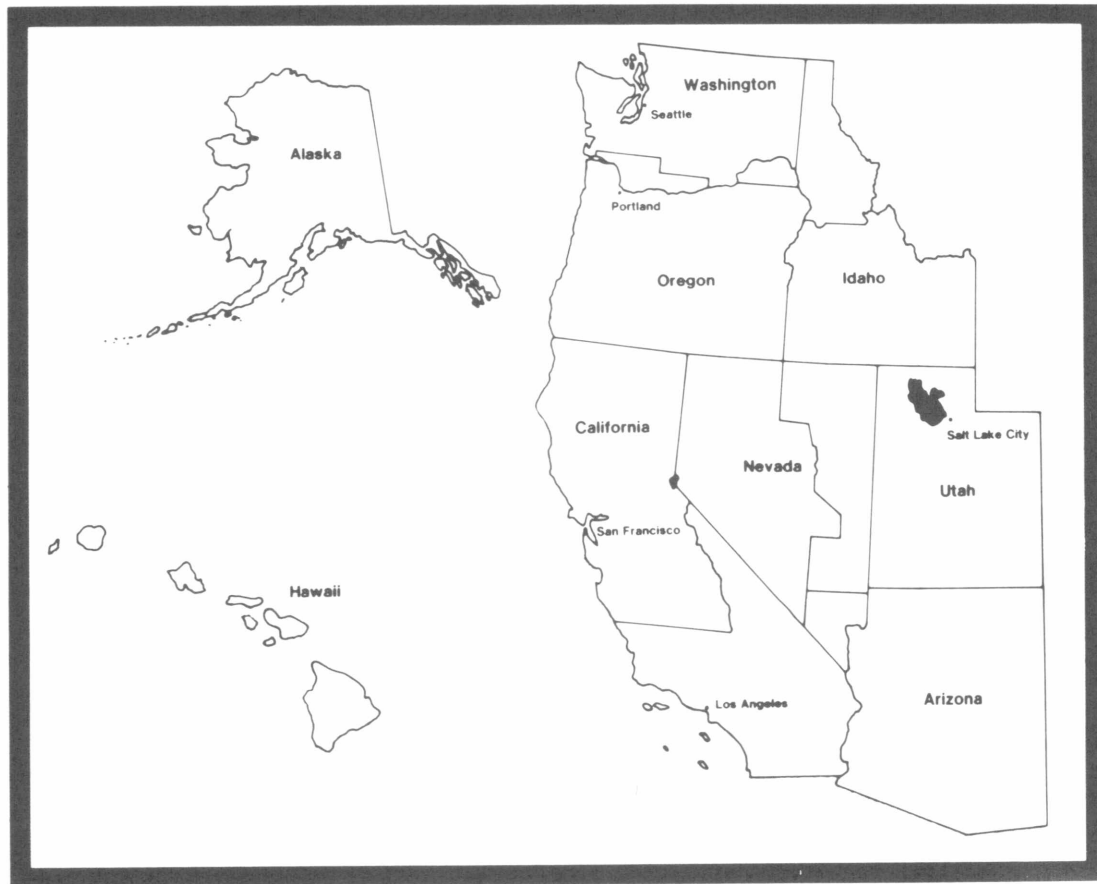 Washington
Seattle
Alaska
Portland
Oregon
Idaho
California
Salt Lake City
Nevada
Utah
San Francisco
Hawaii
Arizona
Los Angeles